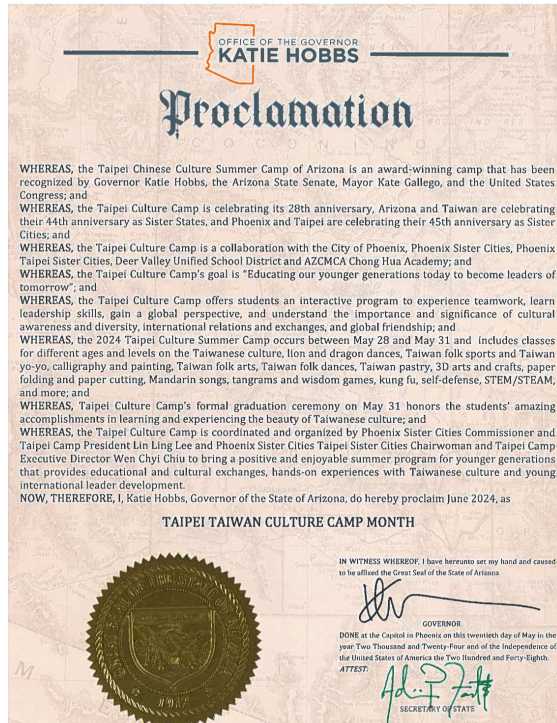 OFFICE OF THE GOVERNOR
KATIE HOBBS
Proclamation
WHEREAS, the Taipei Chinese Culture Summer Camp of Arizona is an award-winning camp that has been
recognized by Governor Katie Hobbs, the Arizona State Senate, Mayor Kate Gallego, and the United States
Congress; and
WHEREAS, the Taipei Culture Camp is celebrating its 28th anniversary, Arizona and Taiwan are celebrating
their 44th anniversary as Sister States, and Phoenix and Taipei are celebrating their 45th anniversary as Sister
Cities; and
WHEREAS, the Taipei Culture Camp is a collaboration with the City of Phoenix, Phoenix Sister Cities, Phoenix
Taipei Sister Cities, Deer Valley Unified School District and AZCMCA Chong Hua Academy; and
WHEREAS, the Taipei Culture Camp's goal is "Educating our younger generations today to become leaders of
tomorrow"; and
WHEREAS, the Taipei Culture Camp offers students an interactive program to experience teamwork, learn
leadership skills, gain a global perspective, and understand the importance and significance of cultural
awareness and diversity, international relations and exchanges, and global friendship; and
WHEREAS, the 2024 Taipei Culture Summer Camp occurs between May 28 and May 31 and includes classes
for different ages and levels on the Taiwanese culture, lion and dragon dances, Taiwan folk sports and Taiwan
yo-yo, calligraphy and painting, Taiwan folk arts, Taiwan folk dances, Taiwan pastry, 3D arts and crafts, paper
folding and paper cutting, Mandarin songs, tangrams and wisdom games, kung fu, self-defense, STEM/STEAM,
and more; and
WHEREAS, Taipei Culture Camp's formal graduation ceremony on May 31 honors the students' amazing
accomplishments in learning and experiencing the beauty of Taiwanese culture; and
WHEREAS, the Taipei Culture Camp is coordinated and organized by Phoenix Sister Cities Commissioner and
Taipei Camp President Lin Ling Lee and Phoenix Sister Cities Taipei Sister Cities Chairwoman and Taipei Camp
Executive Director Wen Chyi Chiu to bring a positive and enjoyable summer program for younger generations
that provides educational and cultural exchanges, hands-on experiences with Taiwanese culture and young
international leader development.
NOW, THEREFORE, I, Katie Hobbs, Governor of the State of Arizona, do hereby proclaim June 2024, as
TAIPEI TAIWAN CULTURE CAMP MONTH
IN WITNESS WHEREOF, I have hereunto set my hand and caused
to be affixed the Great Seal of the State of Arizona
GOVERNOR
DONE at the Capitol in Phoenix on this twentieth day of May in the
year Two Thousand and Twenty-Four and of the Independence of
the United States of America the Two Hundred and Forty-Eighth.
ATTEST:
SECRETARY OF STATE
1912